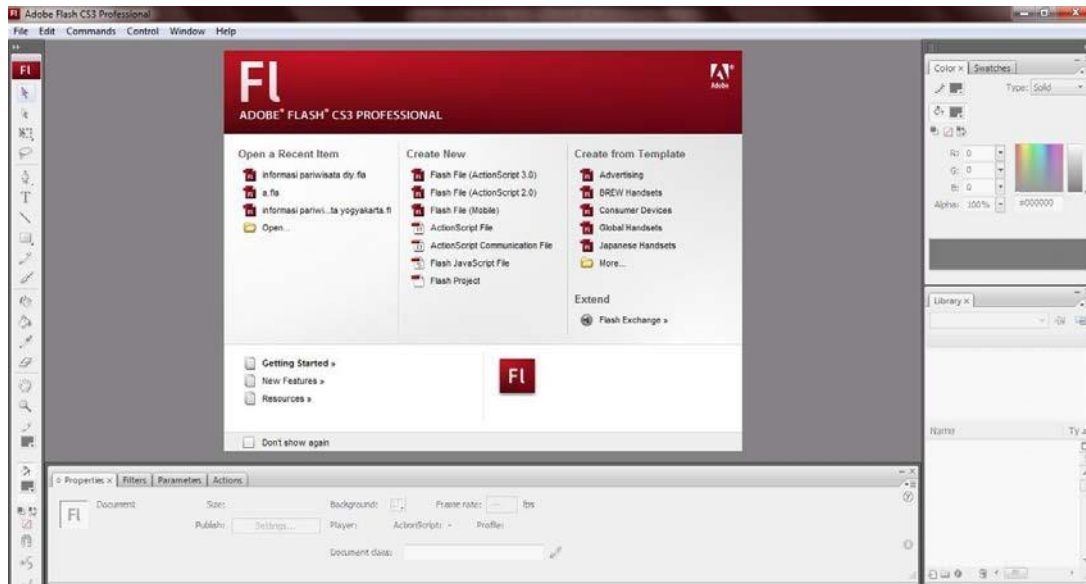 Adobe Flash CS3 Professional
File Edit Commands Control Window Help
Fl
Fl
Adobe
ADOBE® FLASH® CS3 PROFESSIONAL
Open a Recent Item
informasi pariwisata diy.fla
a.fla
informasi pariwi...ta yogyakarta.fl
Open...
Create New
Flash File (ActionScript 3.0)
Flash File (ActionScript 2.0)
Flash File (Mobile)
ActionScript File
ActionScript Communication File
Flash JavaScript File
Flash Project
Create from Template
Advertising
BREW Handsets
Consumer Devices
Global Handsets
Japanese Handsets
More...
Extend
Flash Exchange »
Getting Started »
New Features »
Resources »
Fl
Don't show again
Color × Swatches
Type: Solid
R: 0
G: 0
B: 0
Alpha: 100% #000000
Library ×
Name Ty
Properties × Filters Parameters Actions
Fl
Document Size: Background: Frame rate: fps
Publish: Settings... Player: ActionScript: Profile:
Document class: